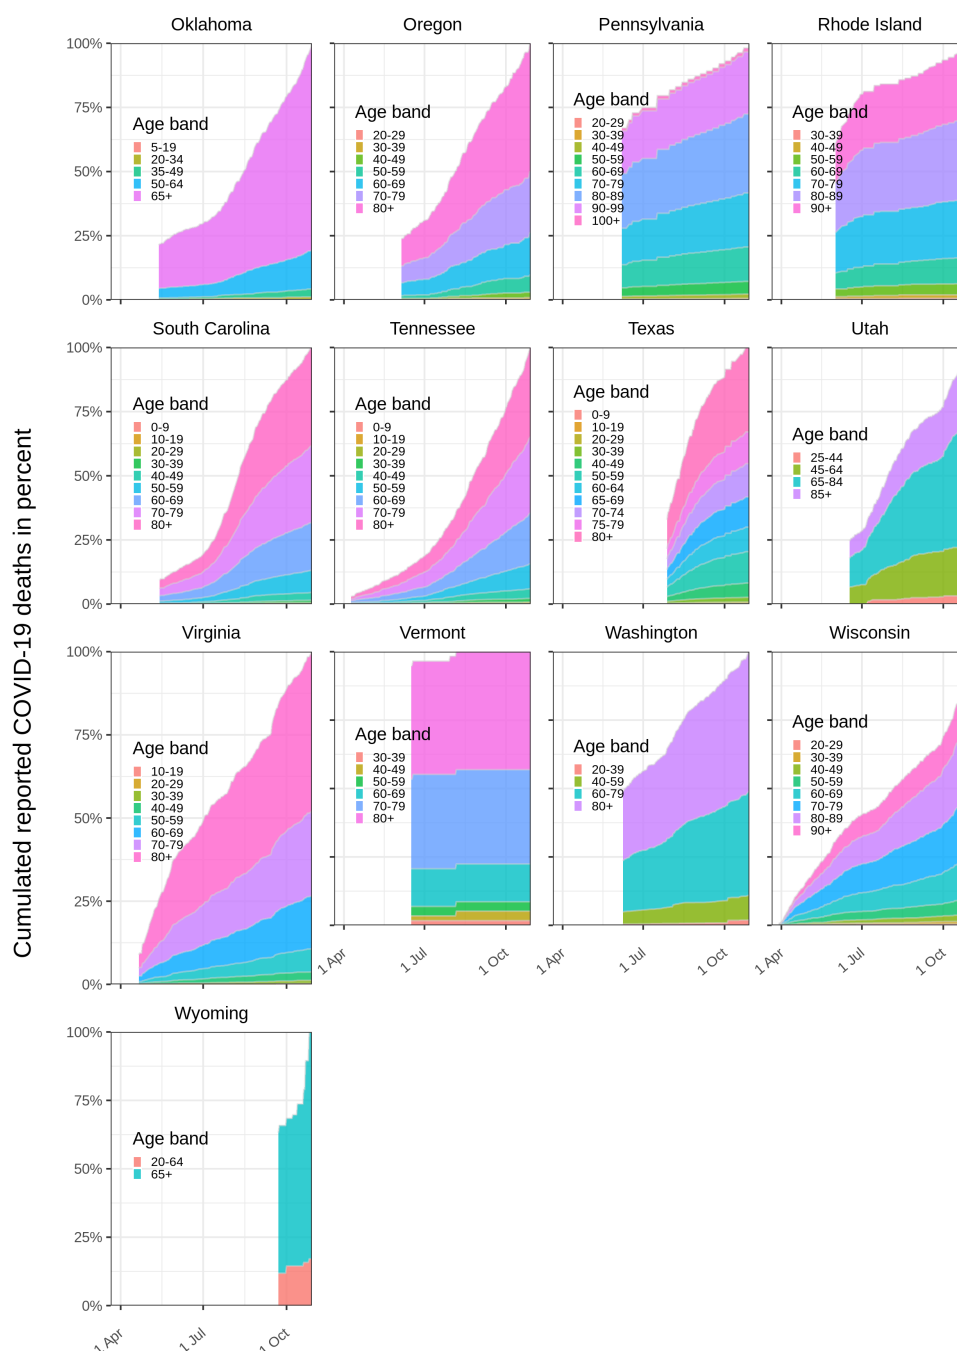 Cumulated reported COVID-19 deaths in percent
Oklahoma
100%
75%
50%
25%
0%
Age band
5-19
20-34
35-49
50-64
65+
Oregon
Age band
20-29
30-39
40-49
50-59
60-69
70-79
80+
Pennsylvania
Age band
20-29
30-39
40-49
50-59
60-69
70-79
80-89
90-99
100+
Rhode Island
Age band
30-39
40-49
50-59
60-69
70-79
80-89
90+
South Carolina
100%
75%
50%
25%
0%
Age band
0-9
10-19
20-29
30-39
40-49
50-59
60-69
70-79
80+
Tennessee
Age band
0-9
10-19
20-29
30-39
40-49
50-59
60-69
70-79
80+
Texas
Age band
0-9
10-19
20-29
30-39
40-49
50-59
60-64
65-69
70-74
75-79
80+
Utah
Age band
25-44
45-64
65-84
85+
Virginia
100%
75%
50%
25%
0%
Age band
10-19
20-29
30-39
40-49
50-59
60-69
70-79
80+
Vermont
Age band
30-39
40-49
50-59
60-69
70-79
80+
1 Apr
1 Jul
1 Oct
Washington
Age band
20-39
40-59
60-79
80+
1 Apr
1 Jul
1 Oct
Wisconsin
Age band
20-29
30-39
40-49
50-59
60-69
70-79
80-89
90+
1 Apr
1 Jul
1 Oct
Wyoming
100%
75%
50%
25%
0%
Age band
20-64
65+
1 Apr
1 Jul
1 Oct